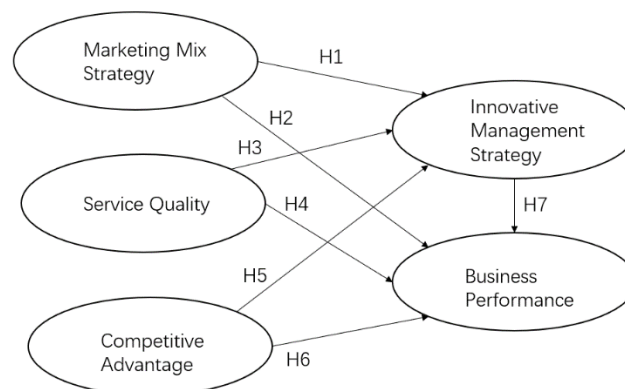 Marketing Mix
Strategy
H1
Innovative
Management
Strategy
H2
H3
Service Quality
H4
H7
H5
Business
Performance
Competitive
Advantage
H6